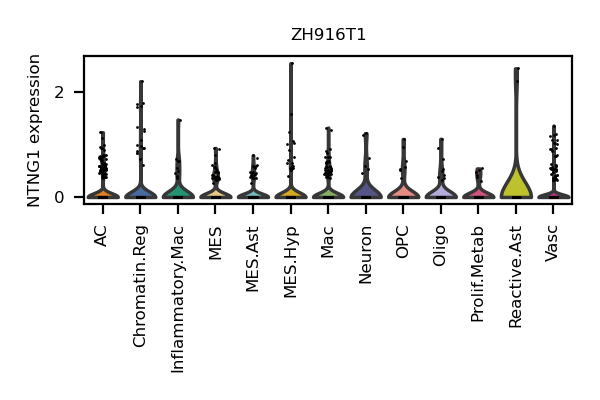 ZH916T1
NTNG1 expression
2
0
AC
Chromatin.Reg
Inflammatory.Mac
MES
MES.Ast
MES.Hyp
Mac
Neuron
OPC
Oligo
Prolif.Metab
Reactive.Ast
Vasc